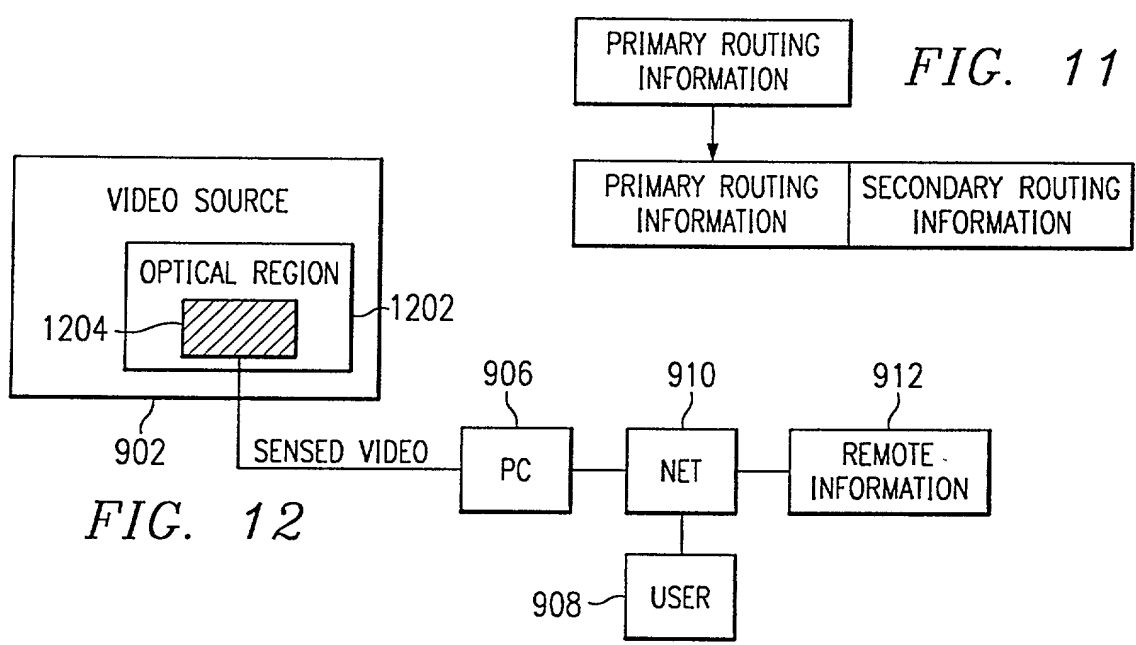 PRIMARY ROUTING
INFORMATION
FIG. 11
PRIMARY ROUTING
INFORMATION
SECONDARY ROUTING
INFORMATION
VIDEO SOURCE
OPTICAL REGION
1204
1202
902
SENSED VIDEO
906
PC
910
NET
912
REMOTE
INFORMATION
908
USER
FIG. 12